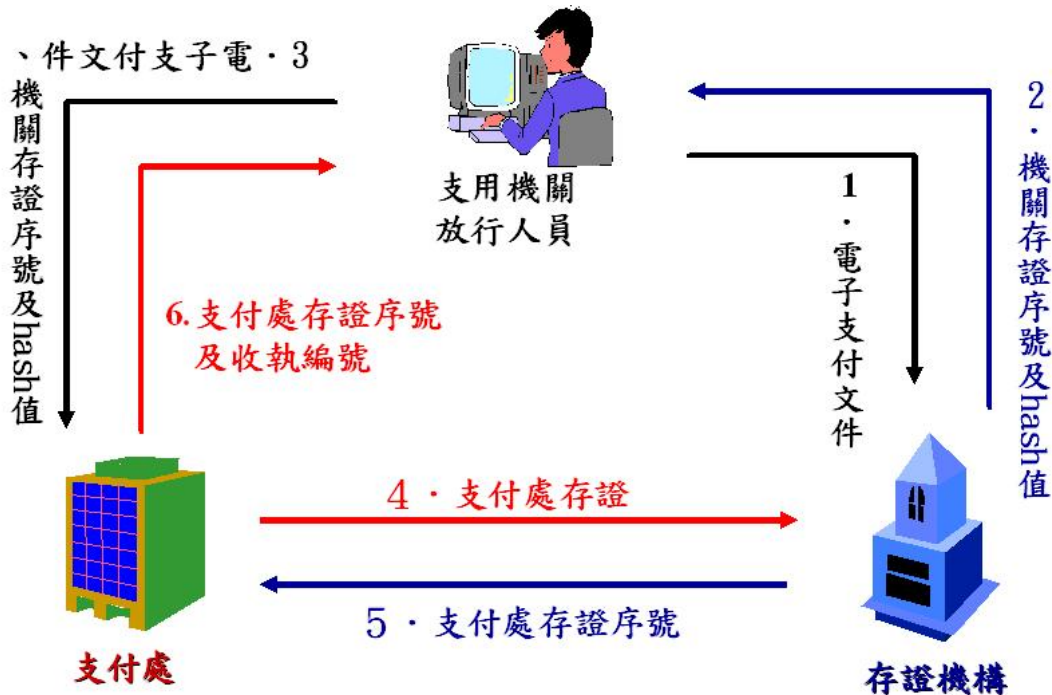 3‧電子支付文件、
機關存證序號及hash值
支用機關
放行人員
1‧電子支付文件
2‧機關存證序號及hash值
6.支付處存證序號
及收執編號
4‧支付處存證
5‧支付處存證序號
支付處
存證機構